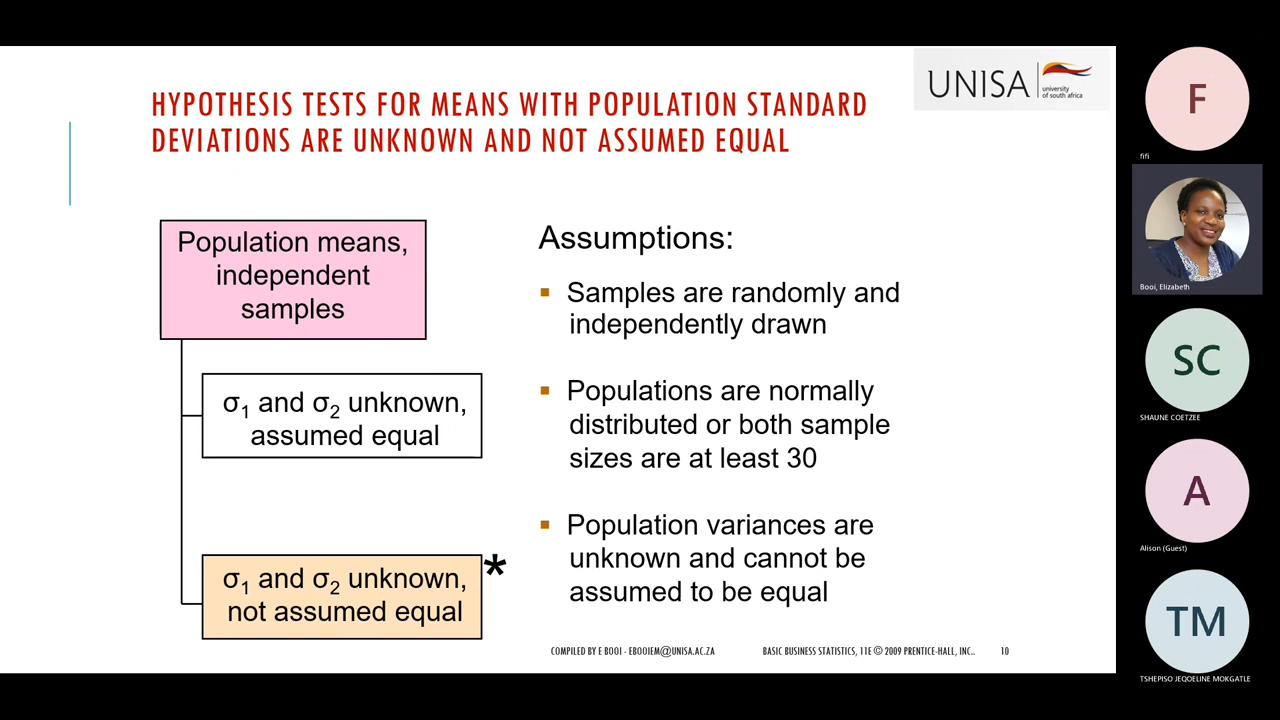 HYPOTHESIS TESTS FOR MEANS WITH POPULATION STANDARD
DEVIATIONS ARE UNKNOWN AND NOT ASSUMED EQUAL
UNISA
university
of south africa
Population means,
independent
samples
σ1 and σ2 unknown,
assumed equal
σ1 and σ2 unknown,
not assumed equal
*
Assumptions:
▪ Samples are randomly and
independently drawn
▪ Populations are normally
distributed or both sample
sizes are at least 30
▪ Population variances are
unknown and cannot be
assumed to be equal
COMPILED BY E BOOI - EBOOIEM@UNISA.AC.ZA
BASIC BUSINESS STATISTICS, 11E © 2009 PRENTICE-HALL, INC..
10
F
fifi
Booi, Elizabeth
SC
SHAUNE COETZEE
A
Alison (Guest)
TM
TSHEPISO JEQOELINE MOKGATLE